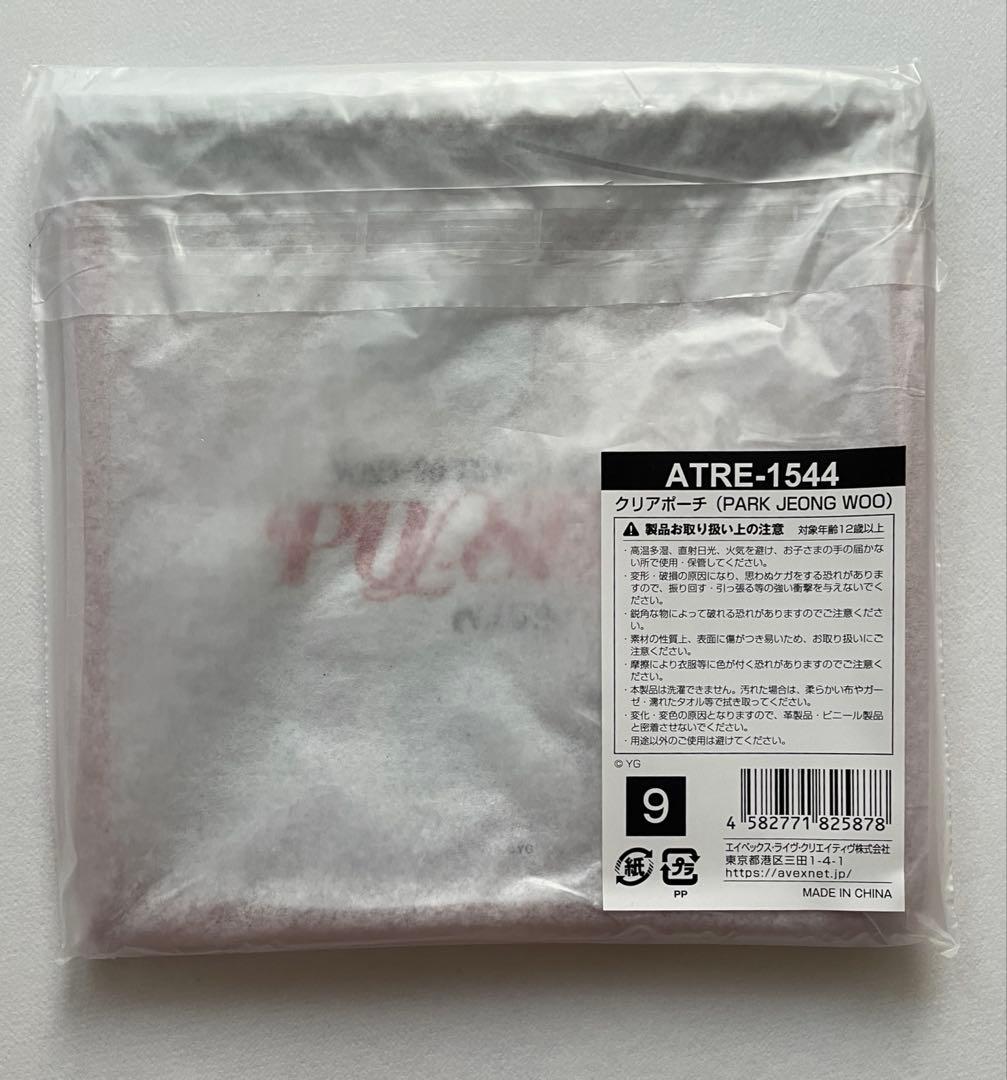 ATRE-1544
クリアポーチ（PARK JEONG WOO）
製品お取り扱い上の注意 対象年齢12歳以上
・高温多湿、直射日光、火気を避け、お子さまの手の届かな
い所で使用・保管してください。
・変形・破損の原因になり、思わぬケガをする恐れがありま
すので、振り回す・引っ張る等の強い衝撃を与えないでく
ださい。
・鋭角な物によって破れる恐れがありますのでご注意くださ
い。
・素材の性質上、表面に傷がつき易いため、お取り扱いにご
注意ください。
・摩擦により衣服等に色が付く恐れがありますのでご注意く
ださい。
・本製品は洗濯できません。汚れた場合は、柔らかい布やガー
ゼ・濡れたタオル等で拭き取ってください。
・変化・変色の原因となりますので、革製品・ビニール製品
と密着させないでください。
・用途以外のご使用は避けてください。
© YG
9
4 582771 825878
エイベックス・ライヴ・クリエイティヴ株式会社
東京都港区三田1-4-1
https://avexnet.jp/
紙
プラ
PP
MADE IN CHINA